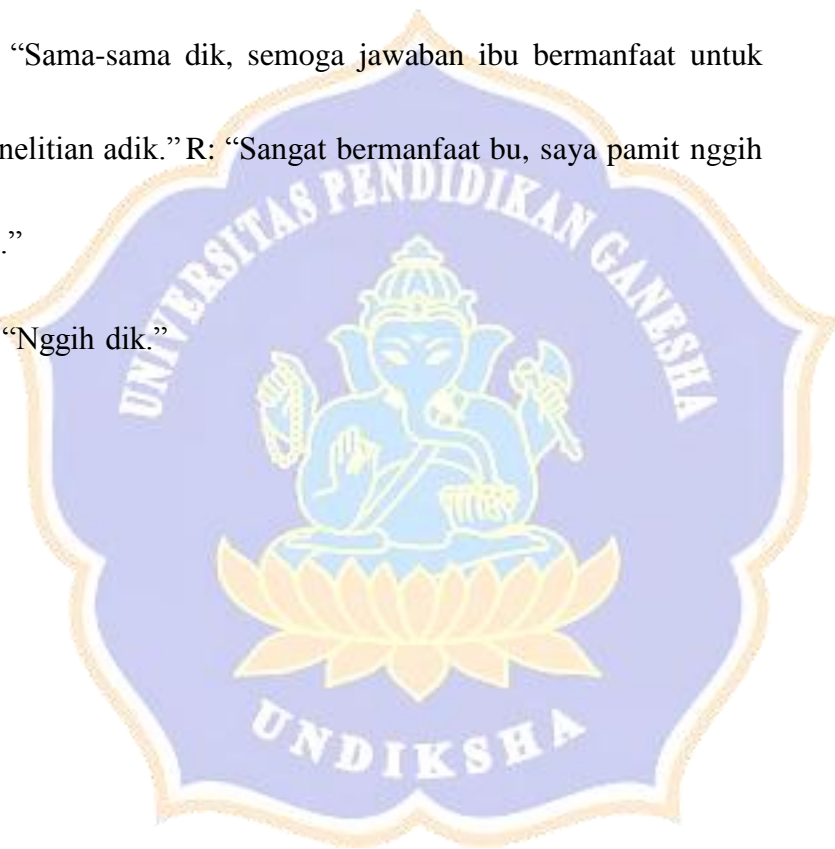 “Sama-sama dik, semoga jawaban ibu bermanfaat untuk
nelitian adik.” R: “Sangat bermanfaat bu, saya pamit nggih
.”
“Nggih dik.”
UNIVERSITAS PENDIDIKAN GANESHA
UNDIKSHA